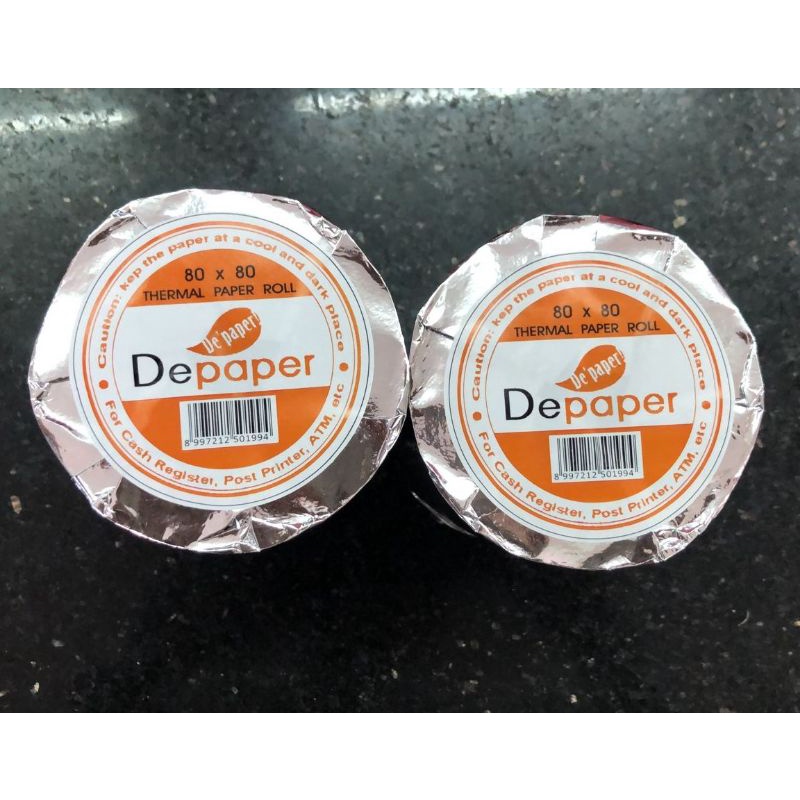 Caution: kep the paper at a cool and dark place
80 x 80
THERMAL PAPER ROLL
De'paper!
Depaper
8 997212 501994
For Cash Register, Post Printer, ATM, etc
Caution: kep the paper at a cool and dark place
80 x 80
THERMAL PAPER ROLL
De'paper!
Depaper
8 997212 501994
For Cash Register, Post Printer, ATM, etc